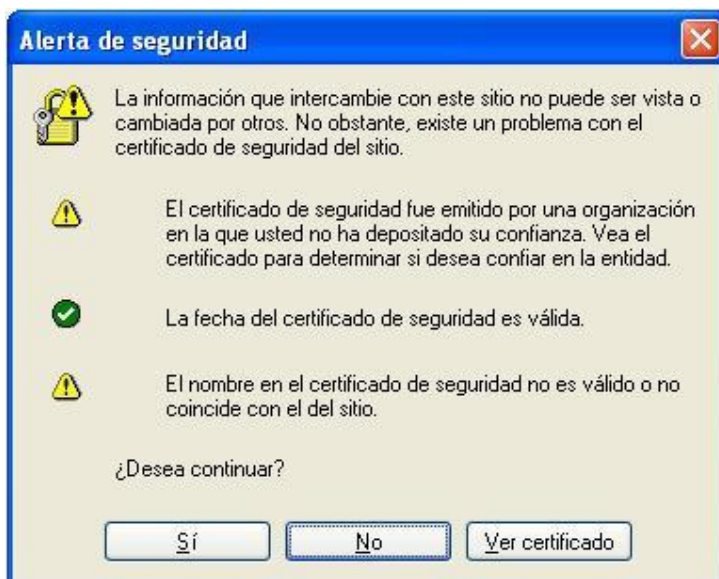 Alerta de seguridad
La información que intercambie con este sitio no puede ser vista o
cambiada por otros. No obstante, existe un problema con el
certificado de seguridad del sitio.
El certificado de seguridad fue emitido por una organización
en la que usted no ha depositado su confianza. Vea el
certificado para determinar si desea confiar en la entidad.
La fecha del certificado de seguridad es válida.
El nombre en el certificado de seguridad no es válido o no
coincide con el del sitio.
¿Desea continuar?
Sí No Ver certificado